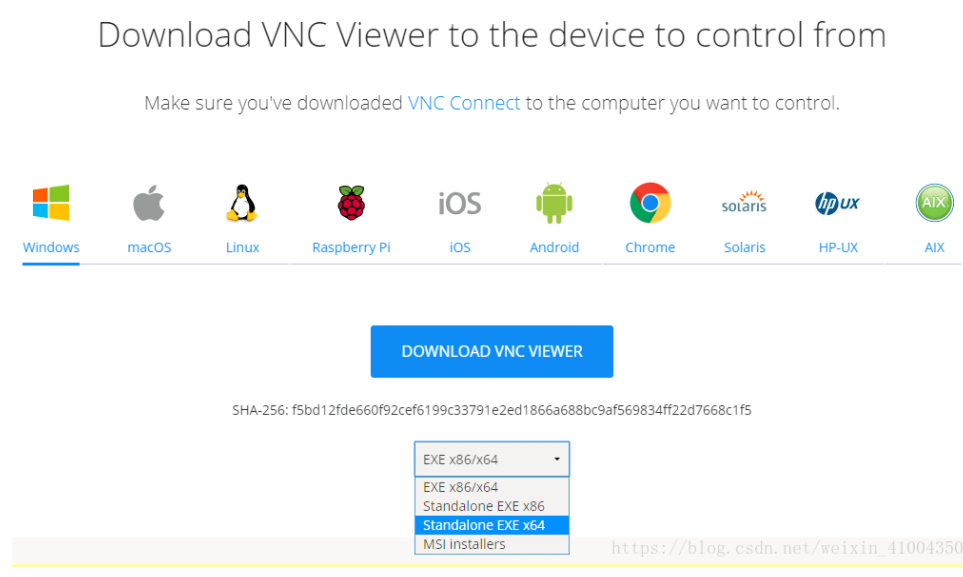 Download VNC Viewer to the device to control from
Make sure you've downloaded VNC Connect to the computer you want to control.
iOS solaris hp ux AIX
Windows macOS Linux Raspberry Pi iOS Android Chrome Solaris HP-UX AIX
DOWNLOAD VNC VIEWER
SHA-256: f5bd12fde660f92cef6199c33791e2ed1866a688bc9af569834ff22d7668c1f5
EXE x86/x64
EXE x86/x64
Standalone EXE x86
Standalone EXE x64
MSI installers
https://blog.csdn.net/weixin_41004350